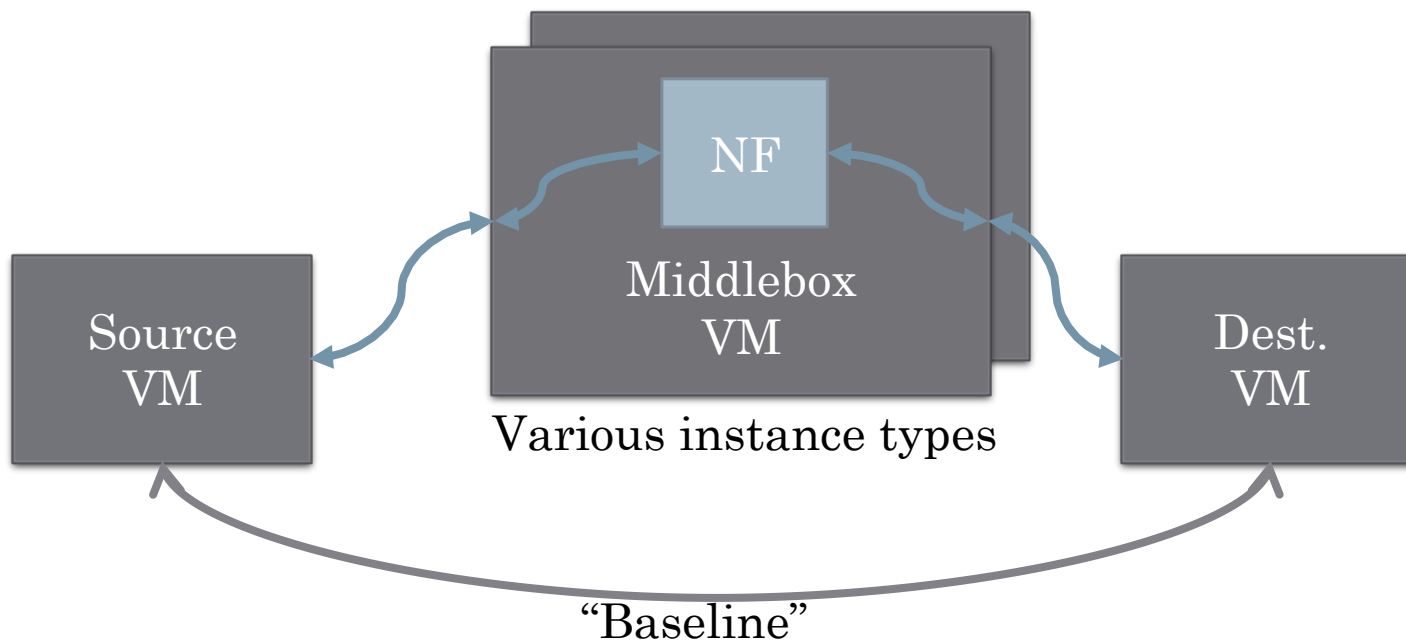 NF
Middlebox
VM
Source
VM
Dest.
VM
Various instance types
“Baseline”